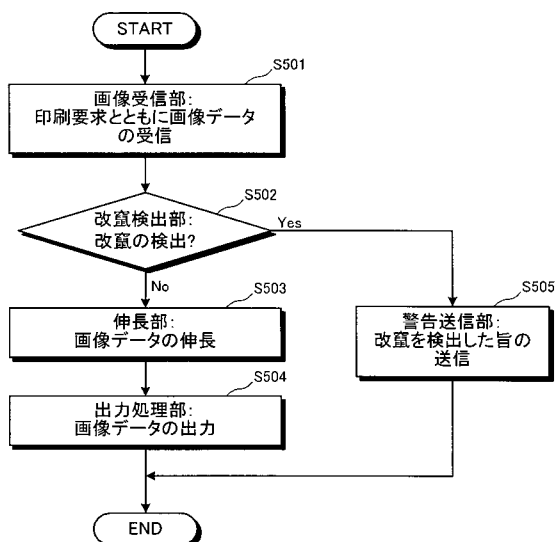 START
S501
画像受信部:
印刷要求とともに画像データ
の受信
S502
改竄検出部:
改竄の検出?
Yes
No
S503
伸長部:
画像データの伸長
S505
警告送信部:
改竄を検出した旨の
送信
S504
出力処理部:
画像データの出力
END